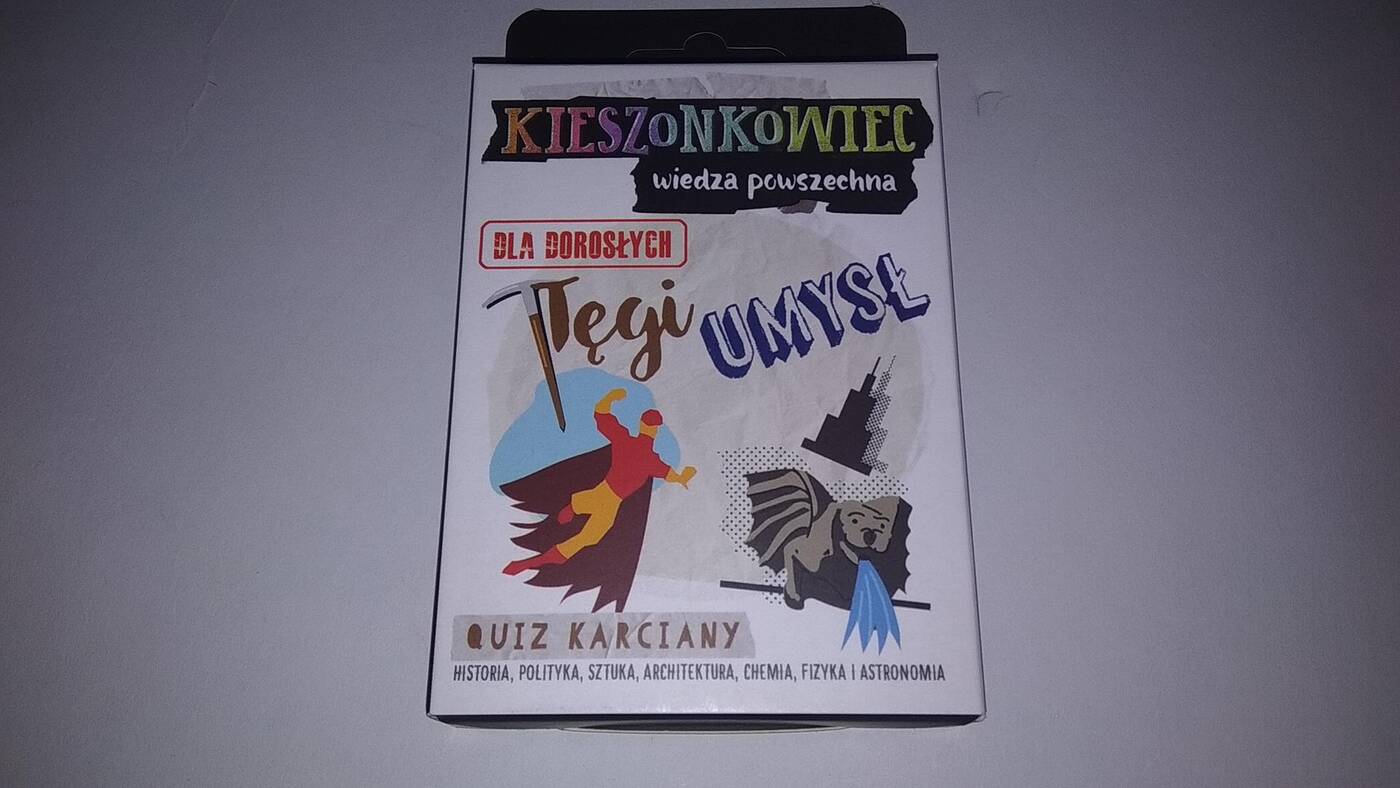 KIESZONKOWIEC
wiedza powszechna
DLA DOROSŁYCH
Tęgi UMYSŁ
QUIZ KARCIANY
HISTORIA, POLITYKA, SZTUKA, ARCHITEKTURA, CHEMIA, FIZYKA I ASTRONOMIA